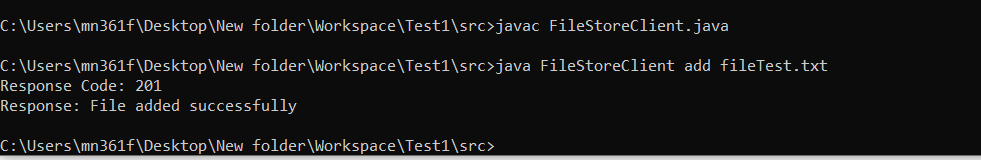 C:\Users\mn361f\Desktop\New folder\Workspace\Test1\src>javac FileStoreClient.java
C:\Users\mn361f\Desktop\New folder\Workspace\Test1\src>java FileStoreClient add fileTest.txt
Response Code: 201
Response: File added successfully
C:\Users\mn361f\Desktop\New folder\Workspace\Test1\src>